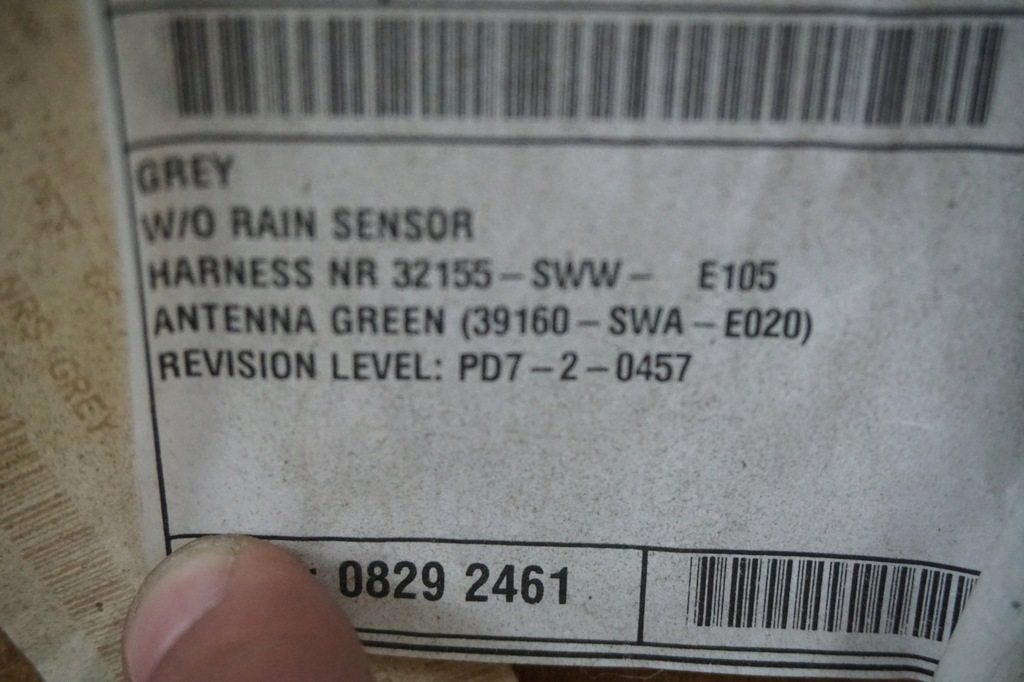 GREY
W/O RAIN SENSOR
HARNESS NR 32155-SWW- E105
ANTENNA GREEN (39160-SWA-E020)
REVISION LEVEL: PD7-2-0457
0829 2461
GREY